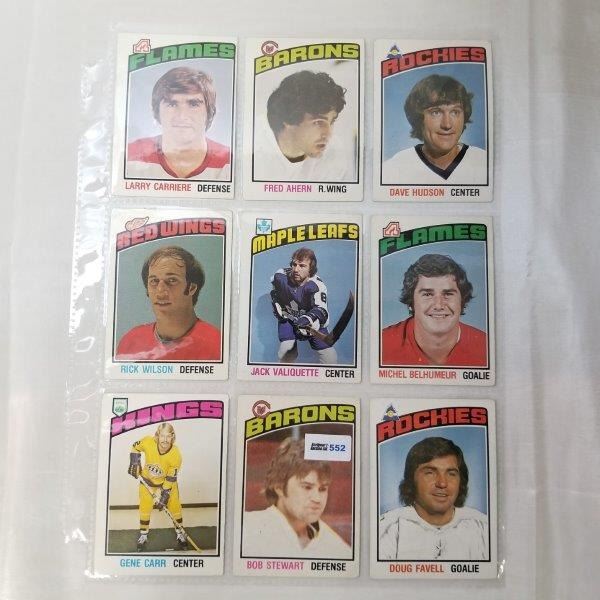 FLAMES
LARRY CARRIERE DEFENSE
BARONS
FRED AHERN R.WING
ROCKIES
DAVE HUDSON CENTER
RED WINGS
RICK WILSON DEFENSE
MAPLE LEAFS
JACK VALIQUETTE CENTER
FLAMES
MICHEL BELHUMEUR GOALIE
KINGS
GENE CARR CENTER
BARONS
552
BOB STEWART DEFENSE
ROCKIES
DOUG FAVELL GOALIE